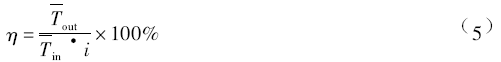 η = T̅out / T̅in · i × 100% (5)